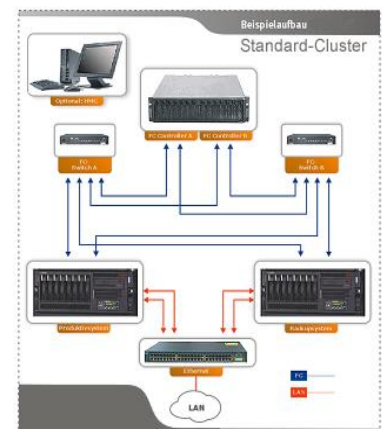 Beispielaufbau
Standard-Cluster
Optional: HMC
FC Controller A
FC Controller B
FC
Switch A
FC
Switch B
Produktivsystem
Backupsystem
Ethernet
FC
LAN
LAN